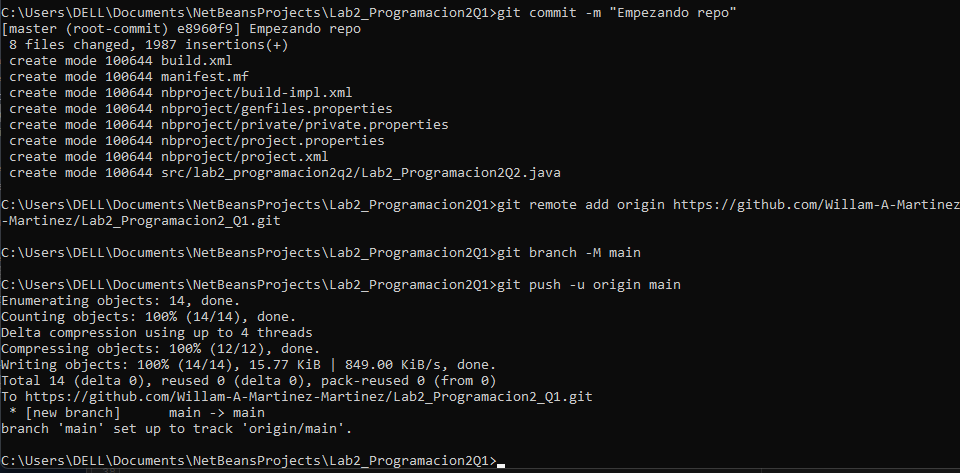 C:\Users\DELL\Documents\NetBeansProjects\Lab2_Programacion2Q1>git commit -m "Empezando repo"
[master (root-commit) e8960f9] Empezando repo
 8 files changed, 1987 insertions(+)
 create mode 100644 build.xml
 create mode 100644 manifest.mf
 create mode 100644 nbproject/build-impl.xml
 create mode 100644 nbproject/genfiles.properties
 create mode 100644 nbproject/private/private.properties
 create mode 100644 nbproject/project.properties
 create mode 100644 nbproject/project.xml
 create mode 100644 src/lab2_programacion2q2/Lab2_Programacion2Q2.java
C:\Users\DELL\Documents\NetBeansProjects\Lab2_Programacion2Q1>git remote add origin https://github.com/Willam-A-Martinez
-Martinez/Lab2_Programacion2_Q1.git
C:\Users\DELL\Documents\NetBeansProjects\Lab2_Programacion2Q1>git branch -M main
C:\Users\DELL\Documents\NetBeansProjects\Lab2_Programacion2Q1>git push -u origin main
Enumerating objects: 14, done.
Counting objects: 100% (14/14), done.
Delta compression using up to 4 threads
Compressing objects: 100% (12/12), done.
Writing objects: 100% (14/14), 15.77 KiB | 849.00 KiB/s, done.
Total 14 (delta 0), reused 0 (delta 0), pack-reused 0 (from 0)
To https://github.com/Willam-A-Martinez-Martinez/Lab2_Programacion2_Q1.git
 * [new branch]      main -> main
branch 'main' set up to track 'origin/main'.
C:\Users\DELL\Documents\NetBeansProjects\Lab2_Programacion2Q1>